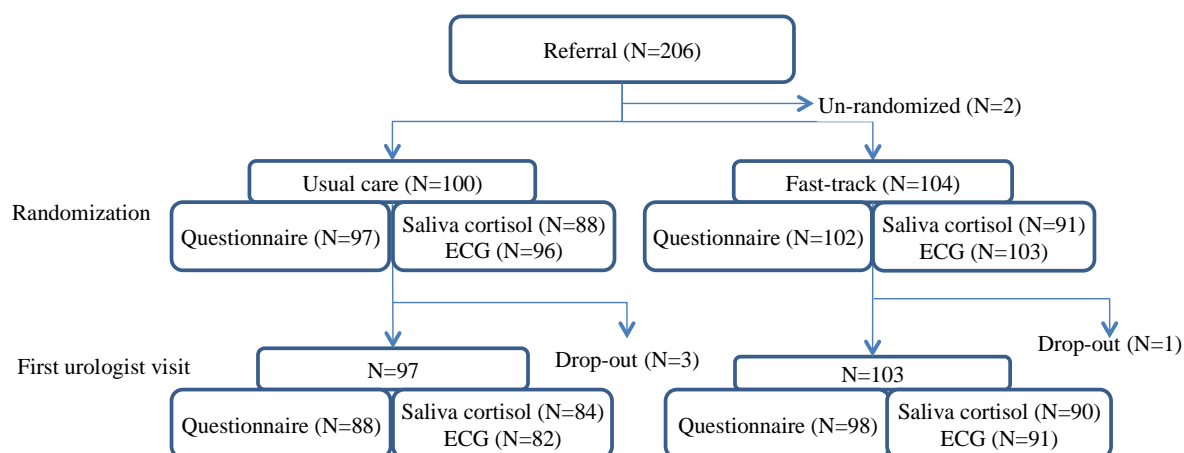 Referral (N=206)
Un-randomized (N=2)
Usual care (N=100)
Fast-track (N=104)
Randomization
Questionnaire (N=97)
Saliva cortisol (N=88)
ECG (N=96)
Questionnaire (N=102)
Saliva cortisol (N=91)
ECG (N=103)
First urologist visit
Drop-out (N=3)
Drop-out (N=1)
N=97
N=103
Questionnaire (N=88)
Saliva cortisol (N=84)
ECG (N=82)
Questionnaire (N=98)
Saliva cortisol (N=90)
ECG (N=91)